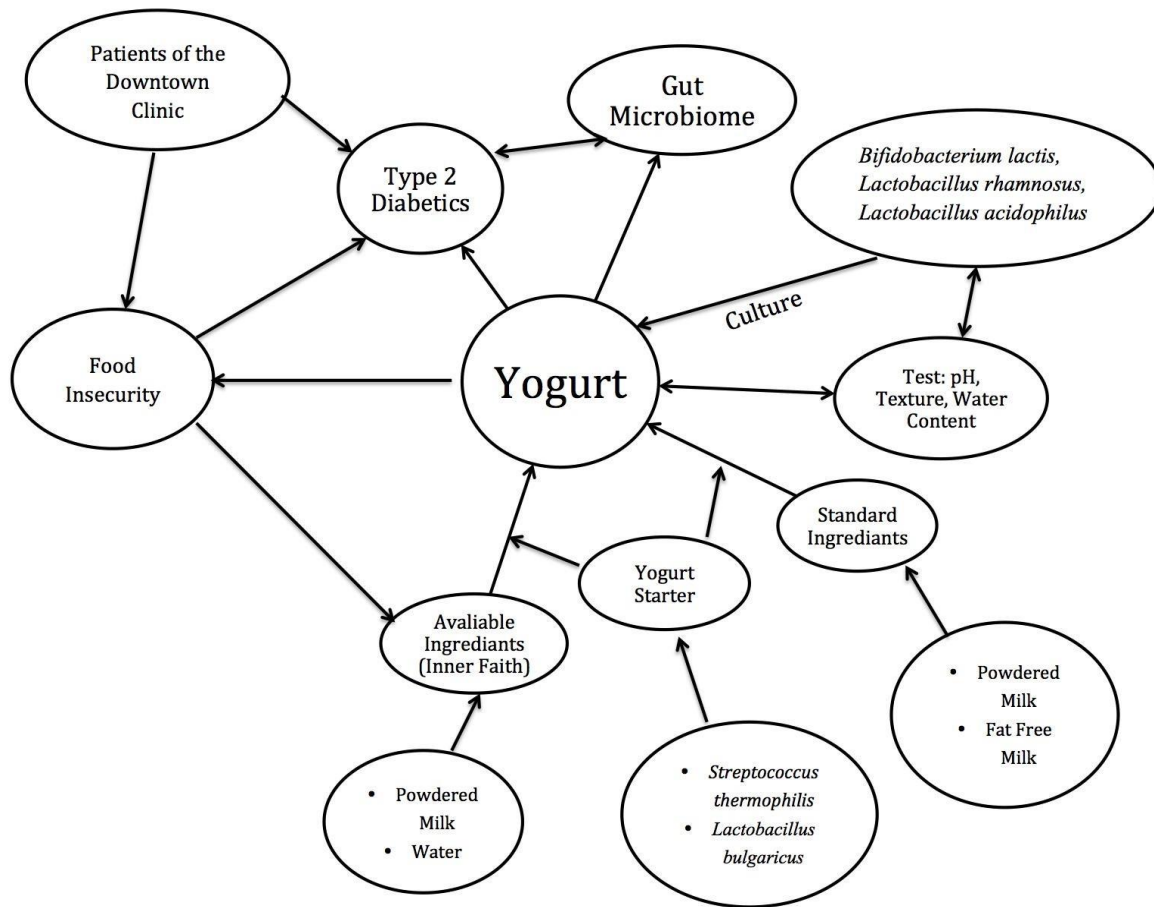 Patients of the
Downtown
Clinic
Gut
Microbiome
Type 2
Diabetics
Bifidobacterium lactis,
Lactobacillus rhamnosus,
Lactobacillus acidophilus
Culture
Food
Insecurity
Yogurt
Test: pH,
Texture, Water
Content
Standard
Ingrediants
Yogurt
Starter
Avaliable
Ingrediants
(Inner Faith)
• Powdered
Milk
• Fat Free
Milk
• Powdered
Milk
• Water
• Streptococcus
thermophilis
• Lactobacillus
bulgaricus